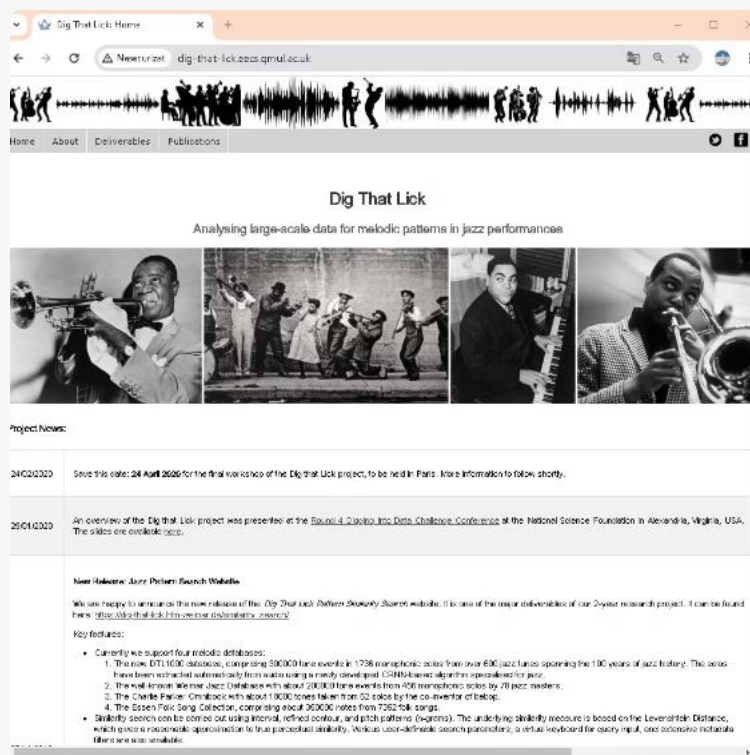 Dig That Lick: Home
Nesecurizat dig-that-lick.eecs.qmul.ac.uk
Home About Deliverables Publications
Dig That Lick
Analysing large-scale data for melodic patterns in jazz performances
Project News:
24/02/2020 Save this date: 24 April 2020 for the final workshop of the Dig that Lick project, to be held in Paris. More information to follow shortly.
29/01/2020 An overview of the Dig that Lick project was presented at the Round 4 Digging Into Data Challenge Conference at the National Science Foundation in Alexandria, Virginia, USA.
The slides are available here.
New Release: Jazz Pattern Search Website
We are happy to announce the new release of the Dig That Lick Pattern Similarity Search website. It is one of the major deliverables of our 2-year research project. It can be found
here: https://dig-that-lick.hfm-weimar.de/similarity_search/
Key features:
Currently we support four melodic databases:
1. The new DTL1000 database, comprising 300000 tone events in 1736 monophonic solos from over 600 jazz tunes spanning the 100 years of jazz history. The solos
have been extracted automatically from audio using a newly developed CRNN-based algorithm specialised for jazz.
2. The well-known Weimar Jazz Database with about 200000 tone events from 456 monophonic solos by 78 jazz masters.
3. The Charlie Parker Omnibook with about 18000 tones taken from 52 solos by the co-inventor of bebop.
4. The Essen Folk Song Collection, comprising about 360000 notes from 7352 folk songs.
Similarity search can be carried out using interval, refined contour, and pitch patterns (n-grams). The underlying similarity measure is based on the Levenshtein Distance,
which gives a reasonable approximation to true perceptual similarity. Various user-definable search parameters, a virtual keyboard for query input, and extensive metadata
filters are also available.